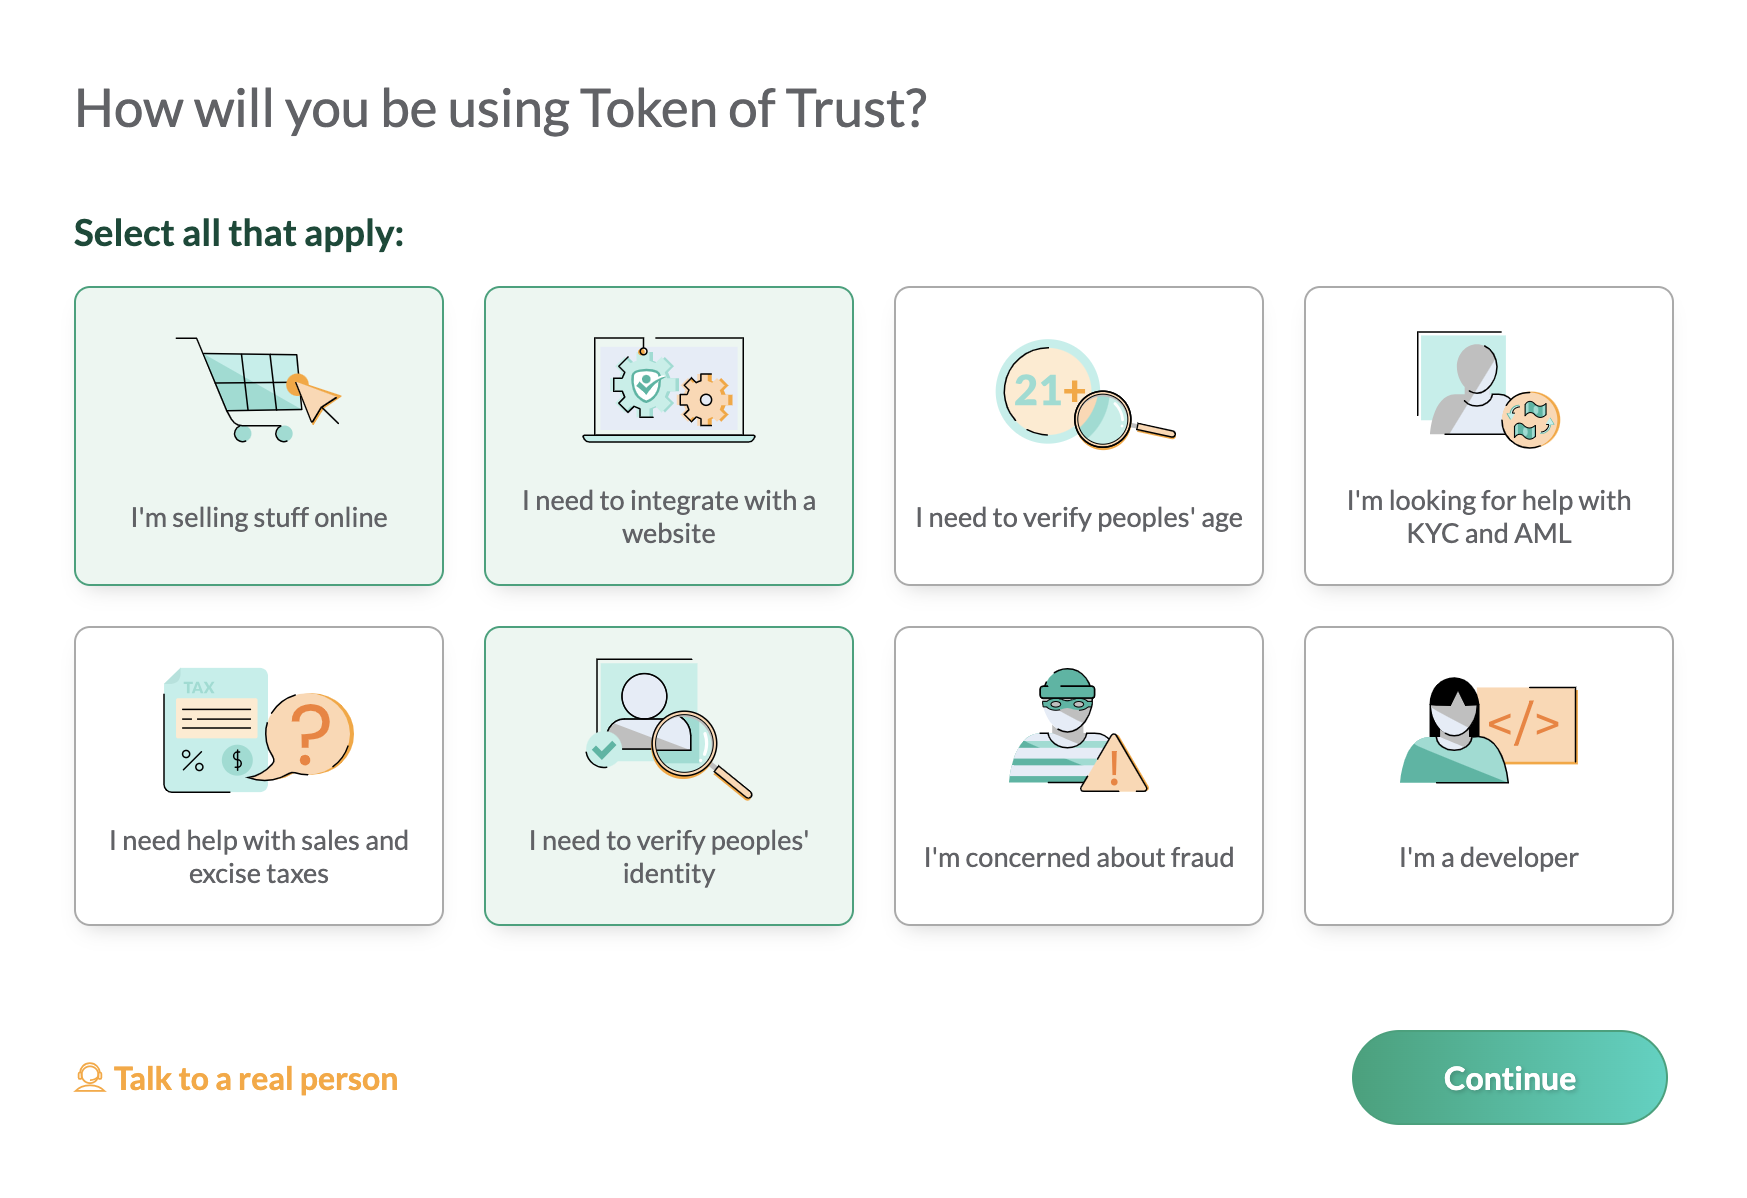 How will you be using Token of Trust?
Select all that apply:
I'm selling stuff online
I need to integrate with a
website
21+
I need to verify peoples' age
I'm looking for help with
KYC and AML
TAX
%
$
?
I need help with sales and
excise taxes
I need to verify peoples'
identity
!
I'm concerned about fraud
</>
I'm a developer
Talk to a real person
Continue